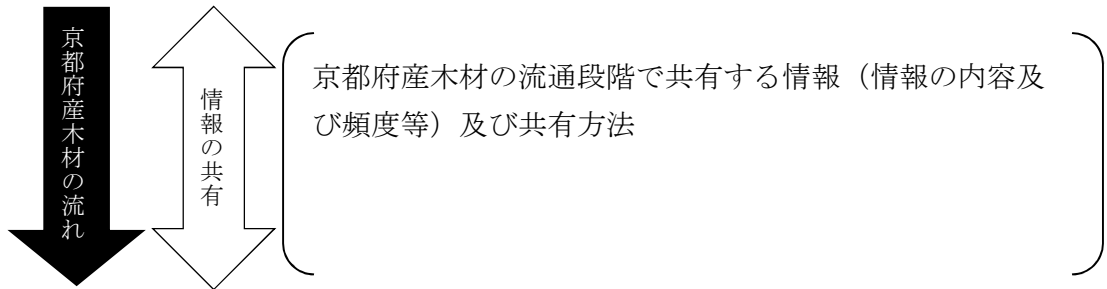 京都府産木材の流れ
情報の共有
京都府産木材の流通段階で共有する情報（情報の内容及
び頻度等）及び共有方法